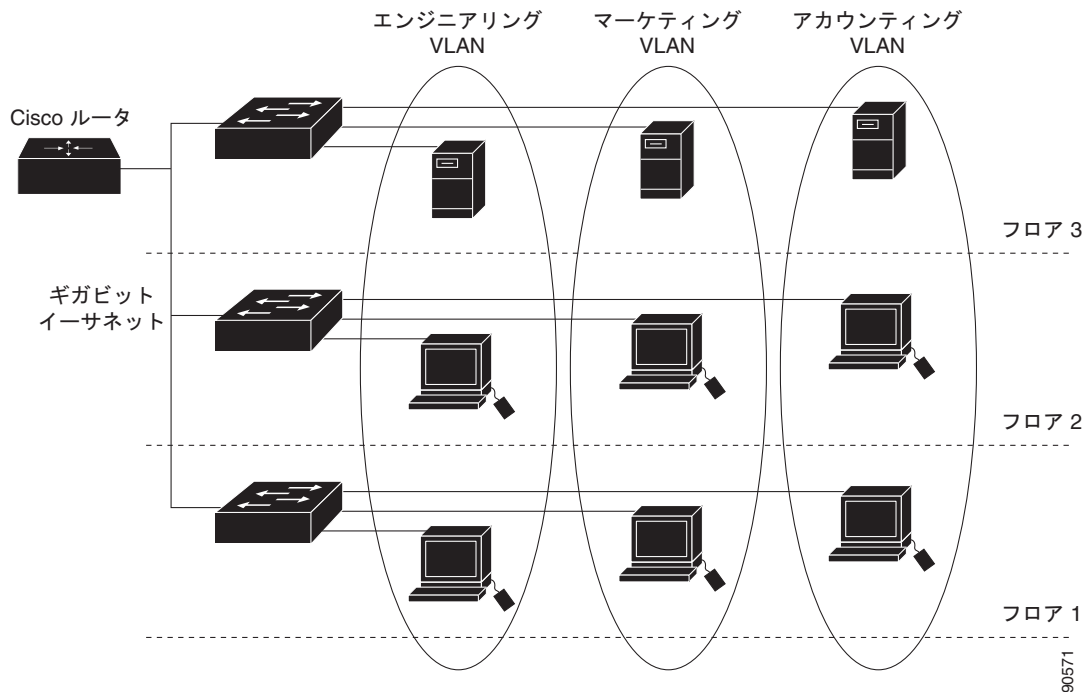 エンジニアリング
VLAN
マーケティング
VLAN
アカウンティング
VLAN
Cisco ルータ
フロア 3
ギガビット
イーサネット
フロア 2
フロア 1
90571